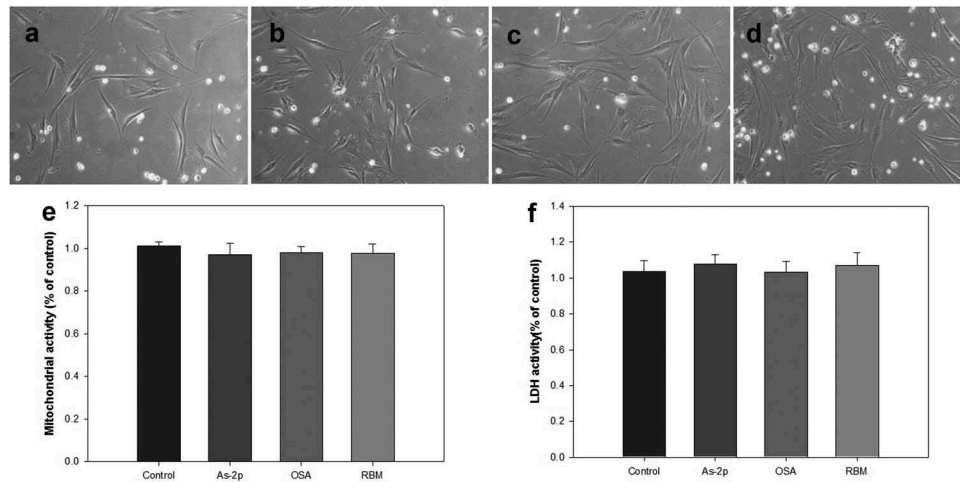 a
b
c
d
e
Mitochondrial activity (% of control)
1.2
1.0
0.8
0.6
0.4
0.2
0.0
Control As-2p OSA RBM
f
LDH activity(% of control)
1.4
1.2
1.0
0.8
0.6
0.4
0.2
0.0
Control As-2p OSA RBM